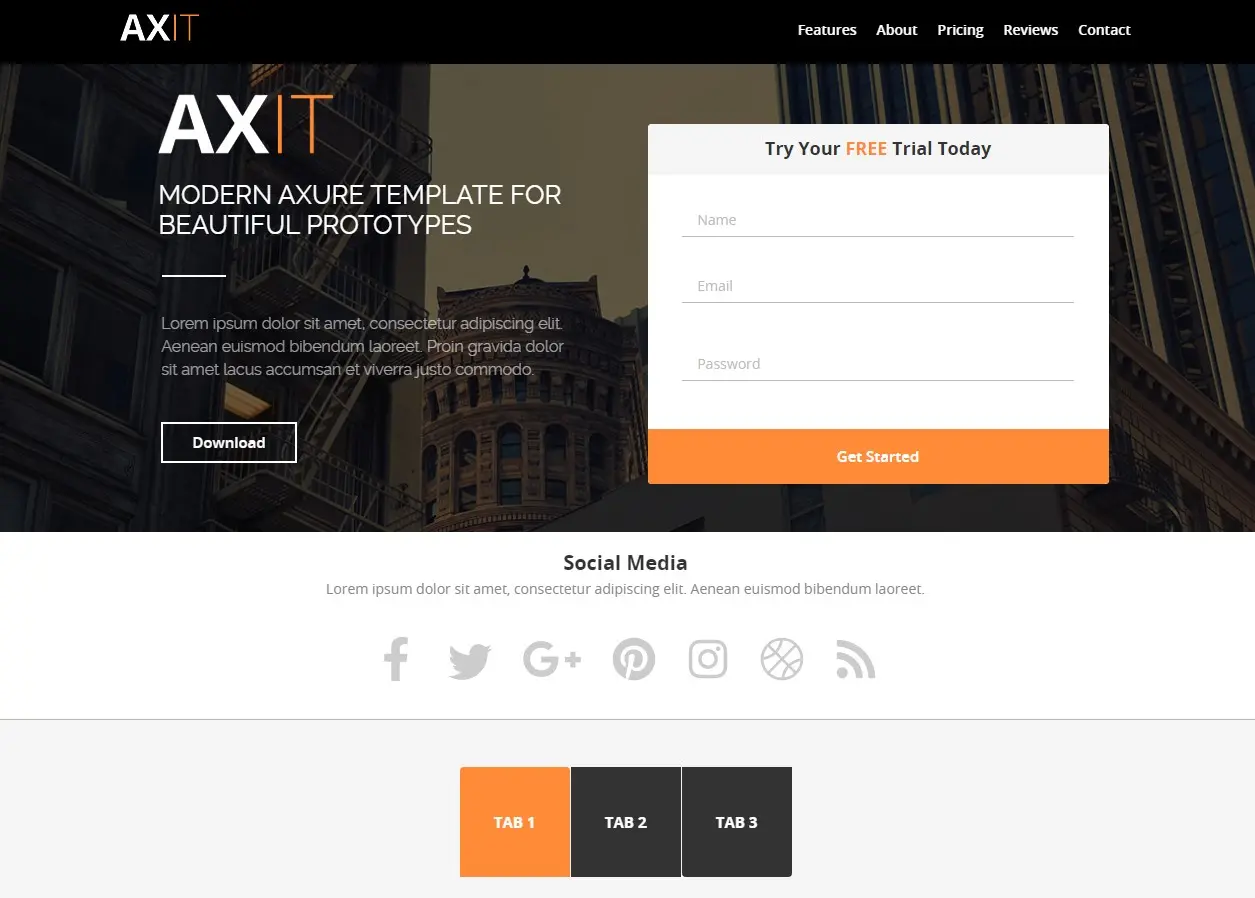 AXIT
Features About Pricing Reviews Contact
AXIT
MODERN AXURE TEMPLATE FOR
BEAUTIFUL PROTOTYPES
Lorem ipsum dolor sit amet, consectetur adipiscing elit.
Aenean euismod bibendum laoreet. Proin gravida dolor
sit amet lacus accumsan et viverra justo commodo.
Download
Try Your FREE Trial Today
Name
Email
Password
Get Started
Social Media
Lorem ipsum dolor sit amet, consectetur adipiscing elit. Aenean euismod bibendum laoreet.
TAB 1 TAB 2 TAB 3